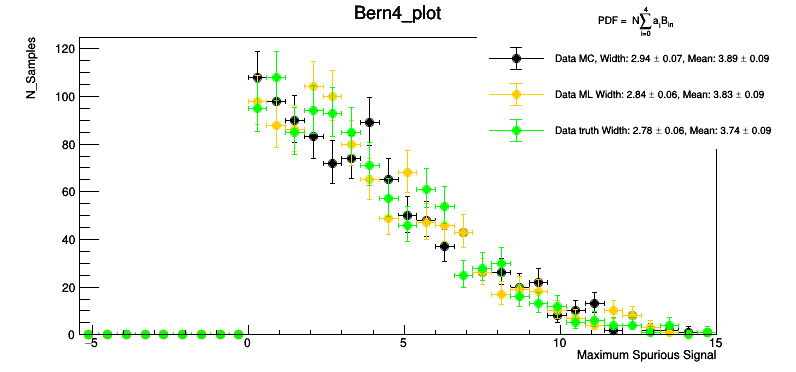 Bern4_plot
4
PDF = N∑aᵢBᵢₙ
i=0
Data MC, Width: 2.94 ± 0.07, Mean: 3.89 ± 0.09
Data ML Width: 2.84 ± 0.06, Mean: 3.83 ± 0.09
Data truth Width: 2.78 ± 0.06, Mean: 3.74 ± 0.09
N_Samples
120
100
80
60
40
20
0
−5 0 5 10 15
Maximum Spurious Signal